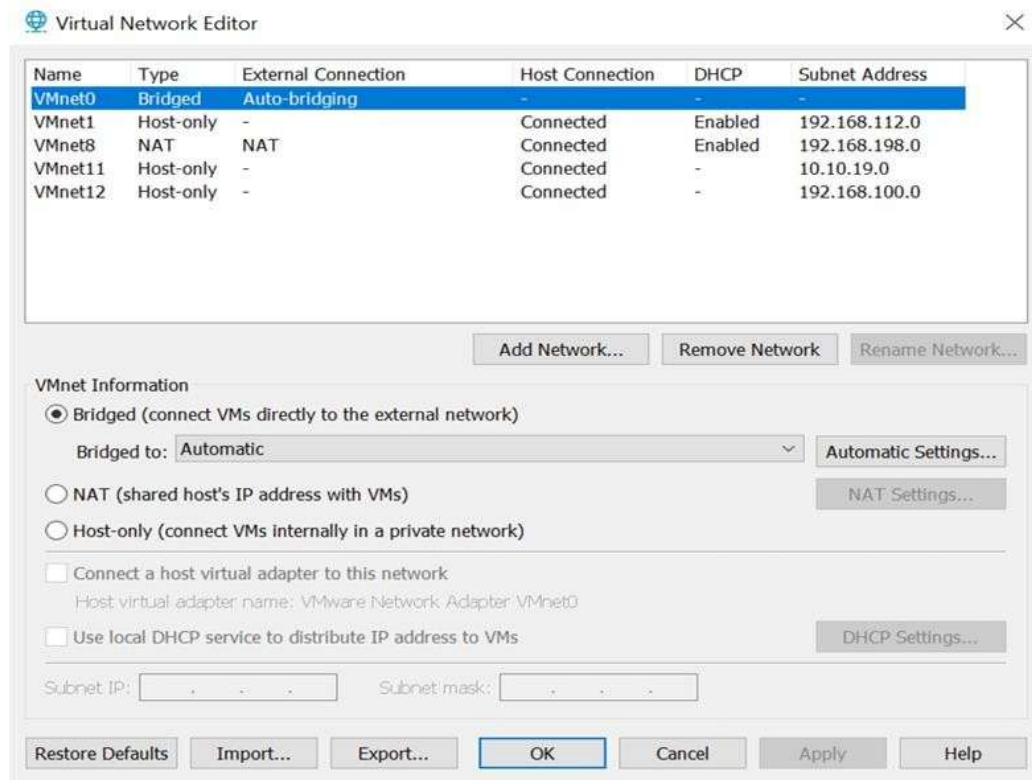 Virtual Network Editor
Name Type External Connection Host Connection DHCP Subnet Address
VMnet0 Bridged Auto-bridging - - -
VMnet1 Host-only - Connected Enabled 192.168.112.0
VMnet8 NAT NAT Connected Enabled 192.168.198.0
VMnet11 Host-only - Connected - 10.10.19.0
VMnet12 Host-only - Connected - 192.168.100.0
Add Network... Remove Network Rename Network...
VMnet Information
Bridged (connect VMs directly to the external network)
Bridged to: Automatic Automatic Settings...
NAT (shared host's IP address with VMs) NAT Settings...
Host-only (connect VMs internally in a private network)
Connect a host virtual adapter to this network
Host virtual adapter name: VMware Network Adapter VMnet0
Use local DHCP service to distribute IP address to VMs DHCP Settings...
Subnet IP: . . . Subnet mask: . . .
Restore Defaults Import... Export... OK Cancel Apply Help